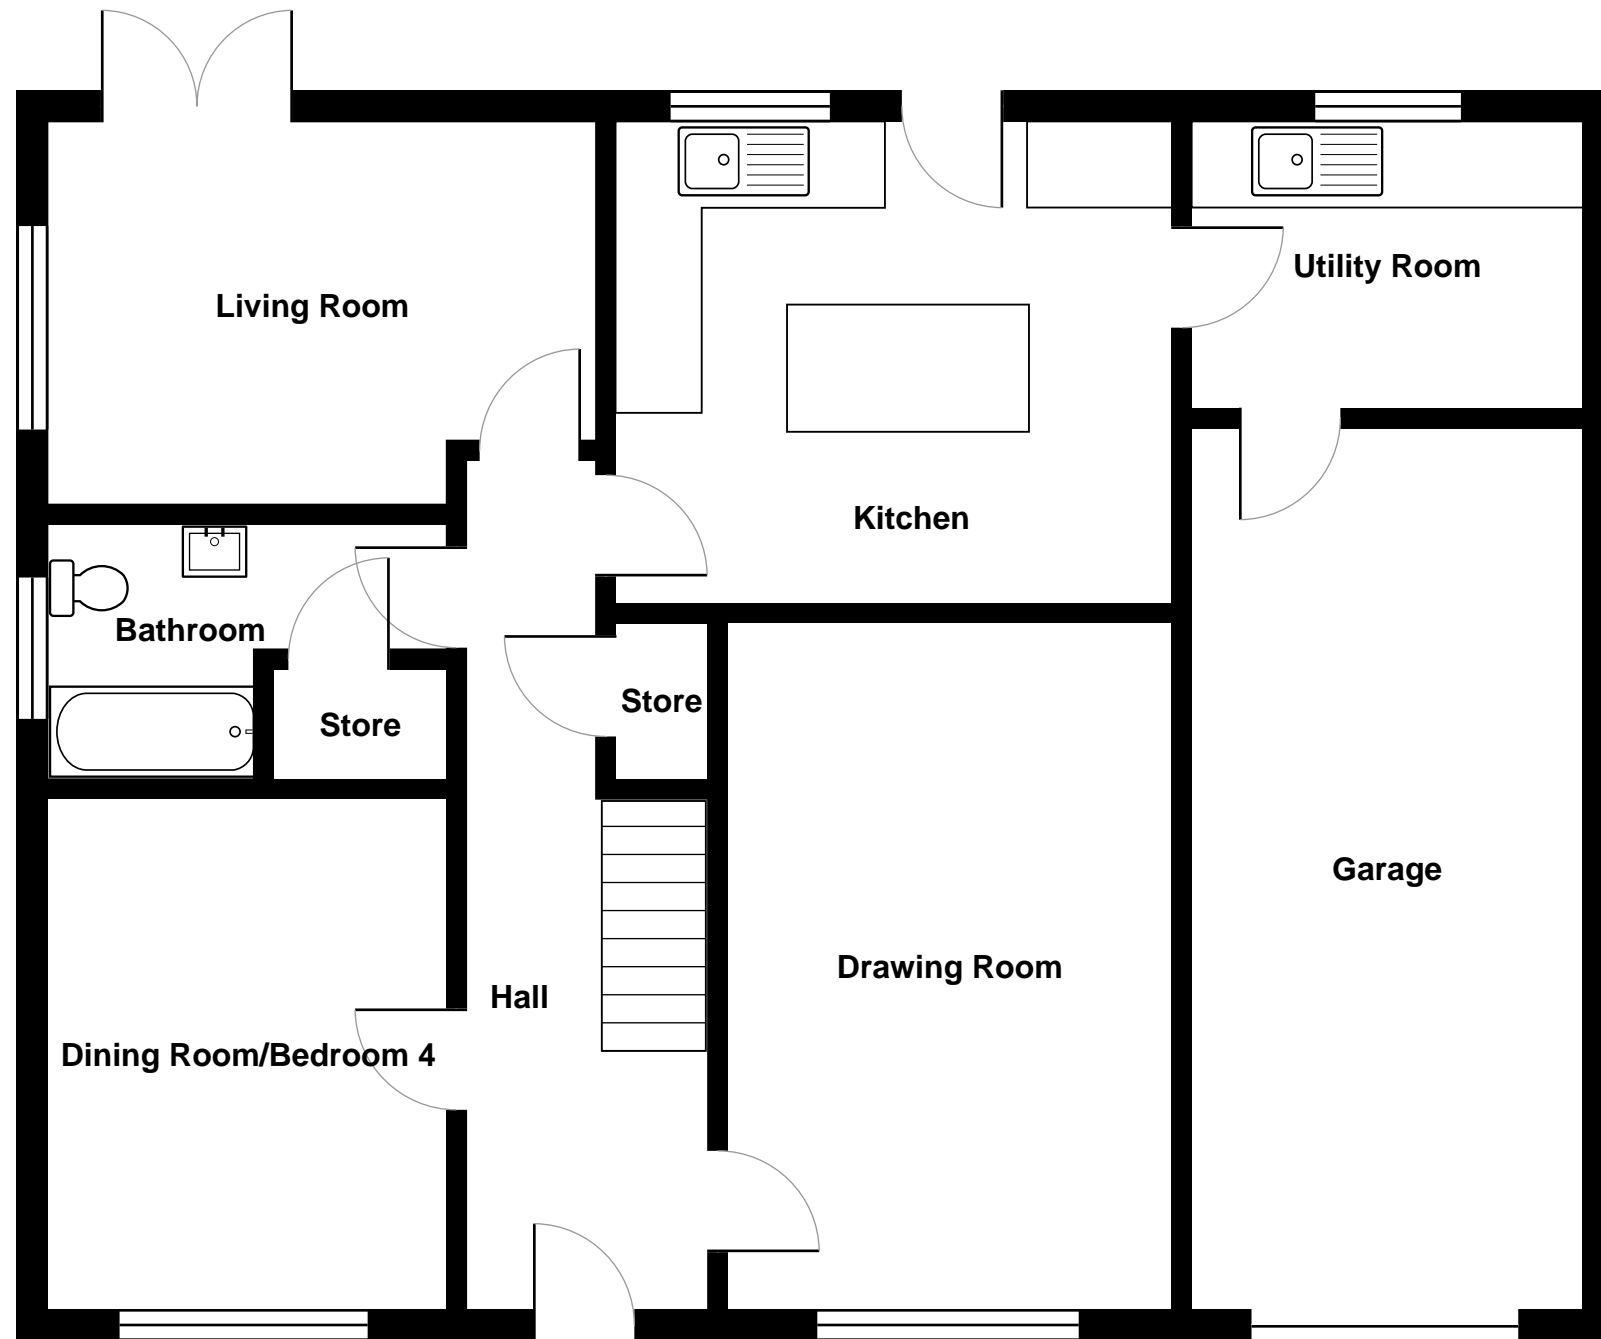 Utility Room
Living Room
Kitchen
Bathroom
Store
Store
Garage
Drawing Room
Hall
Dining Room/Bedroom 4